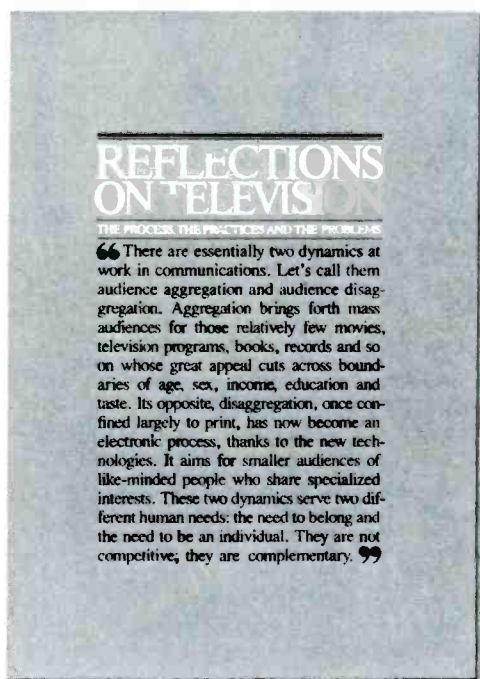 REFLECTIONS
ON TELEVISION
THE PROCESS, THE PRACTICES AND THE PROBLEMS
“ There are essentially two dynamics at
work in communications. Let's call them
audience aggregation and audience disag-
gregation. Aggregation brings forth mass
audiences for those relatively few movies,
television programs, books, records and so
on whose great appeal cuts across bound-
aries of age, sex, income, education and
taste. Its opposite, disaggregation, once con-
fined largely to print, has now become an
electronic process, thanks to the new tech-
nologies. It aims for smaller audiences of
like-minded people who share specialized
interests. These two dynamics serve two dif-
ferent human needs: the need to belong and
the need to be an individual. They are not
competitive; they are complementary. ”